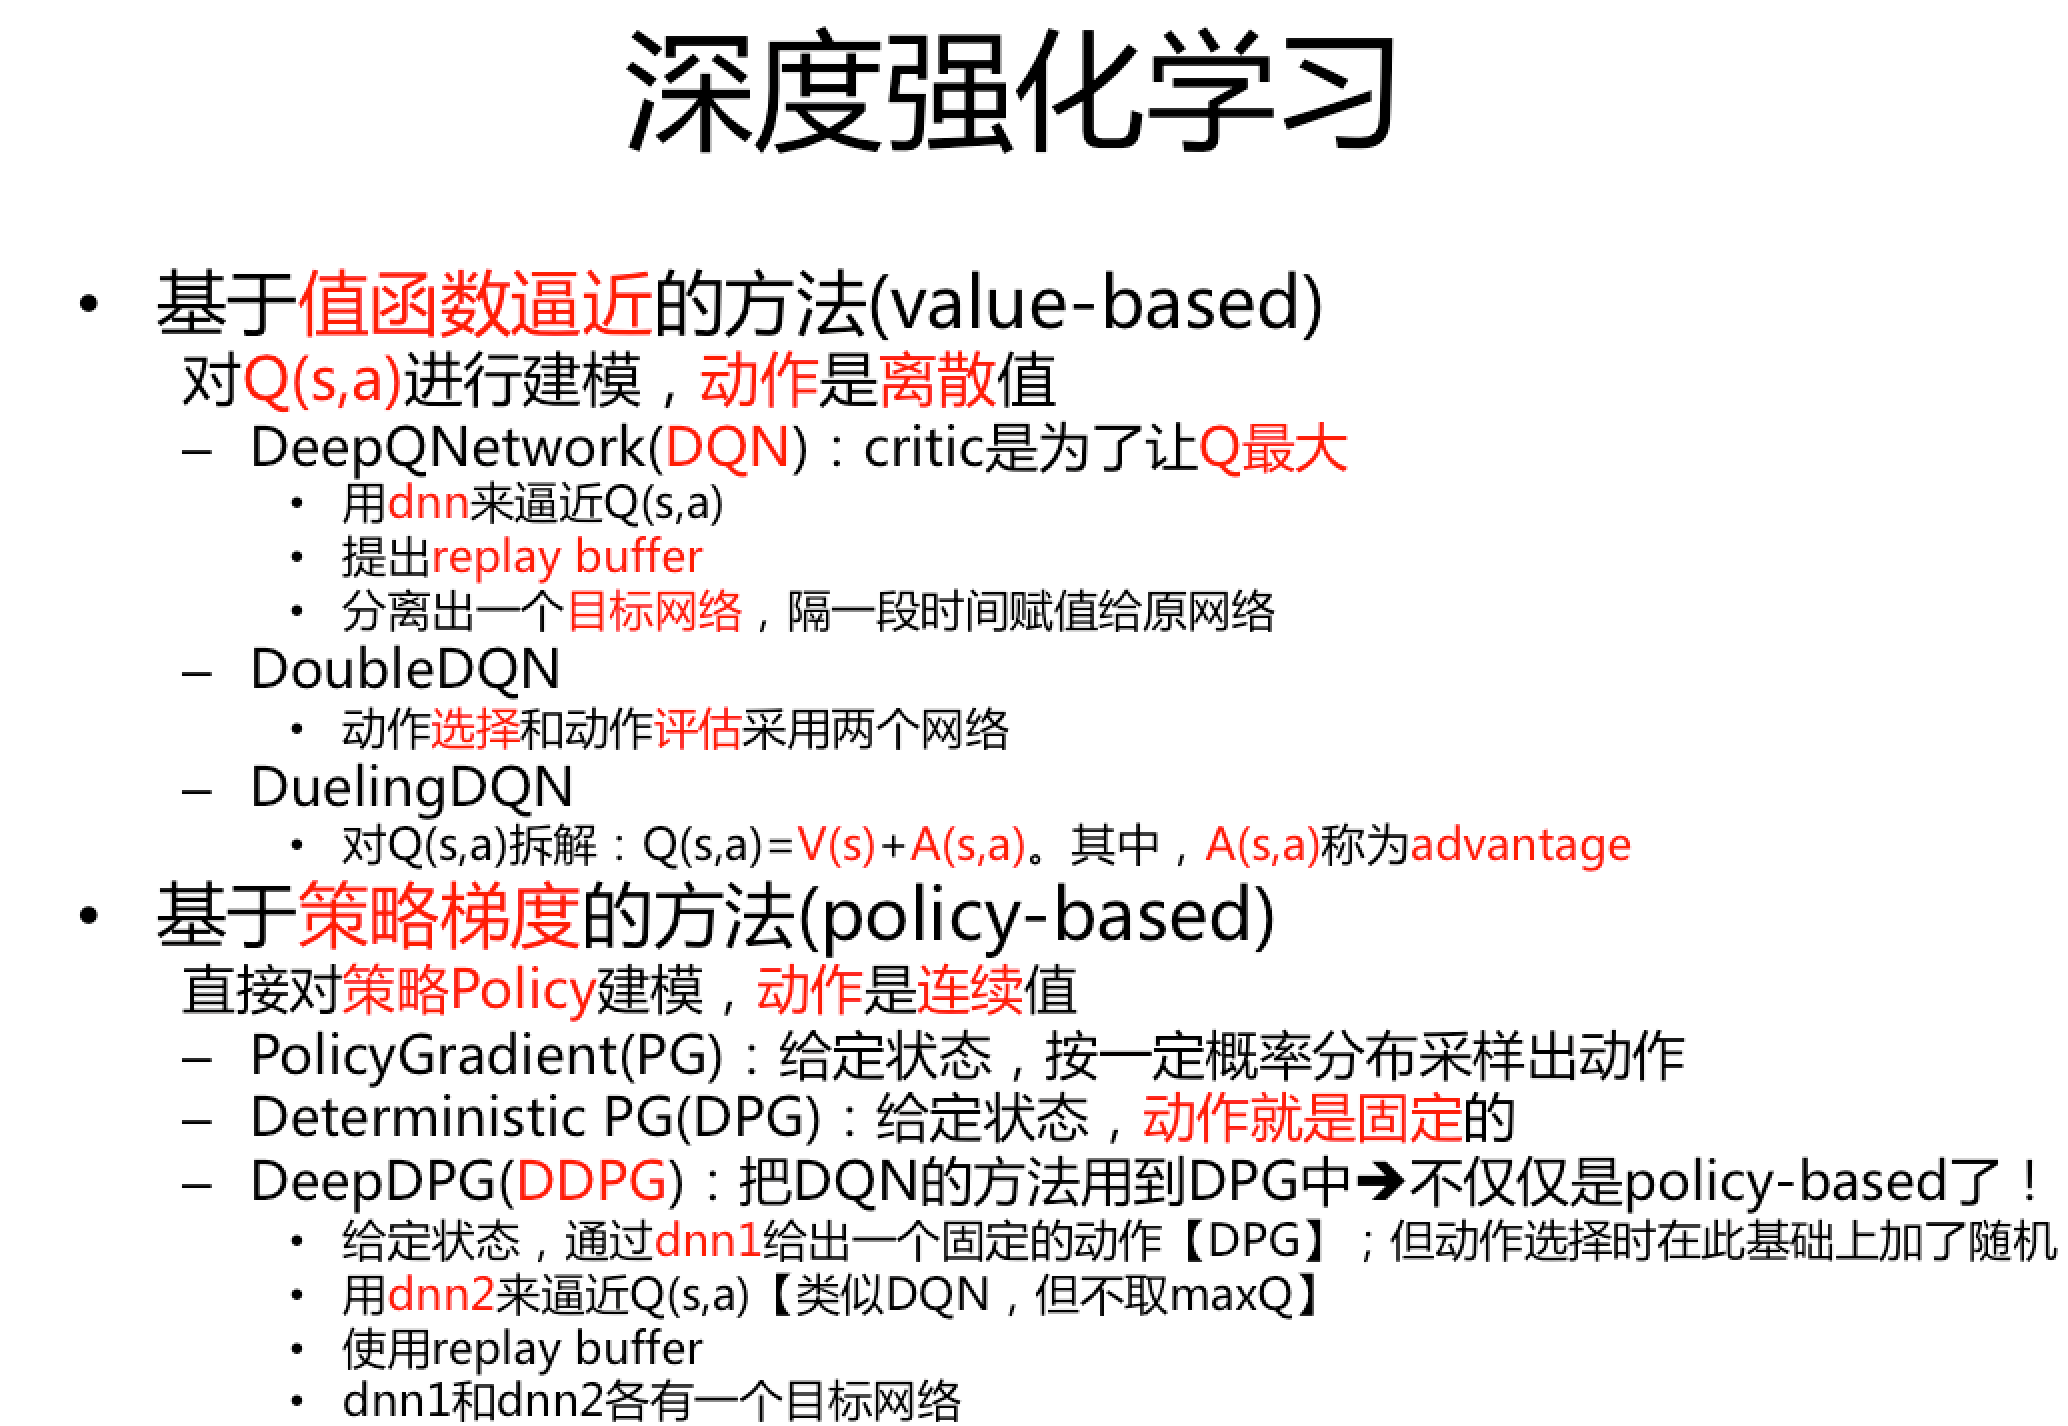 深度强化学习
• 基于值函数逼近的方法(value-based)
对Q(s,a)进行建模，动作是离散值
– DeepQNetwork(DQN)：critic是为了让Q最大
• 用dnn来逼近Q(s,a)
• 提出replay buffer
• 分离出一个目标网络，隔一段时间赋值给原网络
– DoubleDQN
• 动作选择和动作评估采用两个网络
– DuelingDQN
• 对Q(s,a)拆解：Q(s,a)=V(s)+A(s,a)。其中，A(s,a)称为advantage
• 基于策略梯度的方法(policy-based)
直接对策略Policy建模，动作是连续值
– PolicyGradient(PG)：给定状态，按一定概率分布采样出动作
– Deterministic PG(DPG)：给定状态，动作就是固定的
– DeepDPG(DDPG)：把DQN的方法用到DPG中➔不仅仅是policy-based了！
• 给定状态，通过dnn1给出一个固定的动作【DPG】；但动作选择时在此基础上加了随机
• 用dnn2来逼近Q(s,a)【类似DQN，但不取maxQ】
• 使用replay buffer
• dnn1和dnn2各有一个目标网络